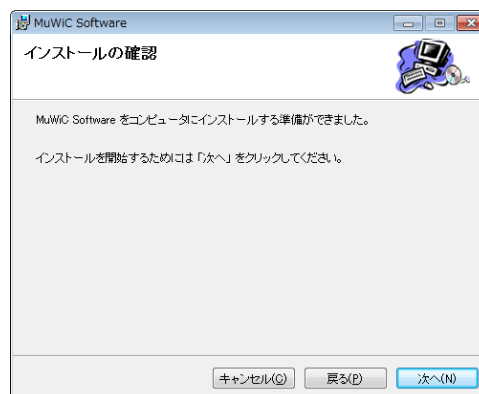 MuWiC Software
インストールの確認
MuWiC Software をコンピュータにインストールする準備ができました。
インストールを開始するためには「次へ」をクリックしてください。
キャンセル(C) 戻る(P) 次へ(N)